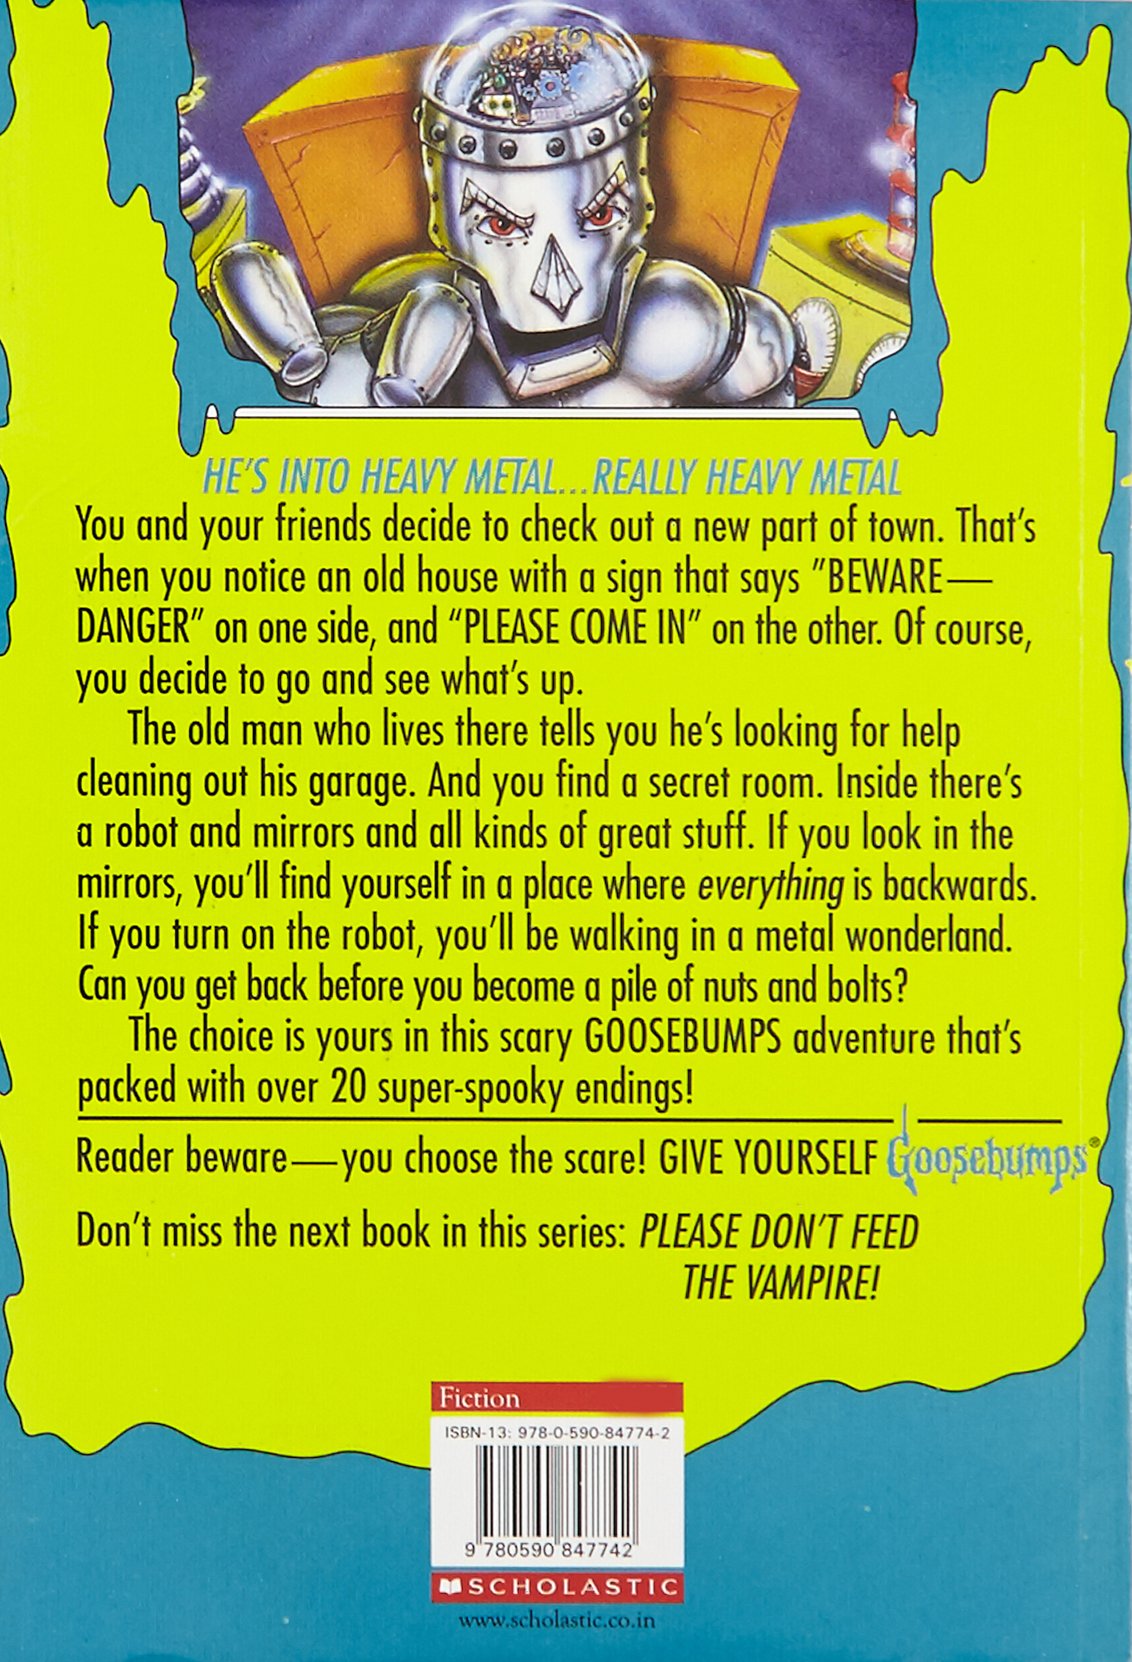 HE'S INTO HEAVY METAL...REALLY HEAVY METAL
You and your friends decide to check out a new part of town. That's
when you notice an old house with a sign that says "BEWARE—
DANGER" on one side, and "PLEASE COME IN" on the other. Of course,
you decide to go and see what's up.
The old man who lives there tells you he's looking for help
cleaning out his garage. And you find a secret room. Inside there's
a robot and mirrors and all kinds of great stuff. If you look in the
mirrors, you'll find yourself in a place where everything is backwards.
If you turn on the robot, you'll be walking in a metal wonderland.
Can you get back before you become a pile of nuts and bolts?
The choice is yours in this scary GOOSEBUMPS adventure that's
packed with over 20 super-spooky endings!
Reader beware—you choose the scare! GIVE YOURSELF Goosebumps®
Don't miss the next book in this series: PLEASE DON'T FEED
THE VAMPIRE!
Fiction
ISBN-13: 978-0-590-84774-2
9 780590 847742
SCHOLASTIC
www.scholastic.co.in